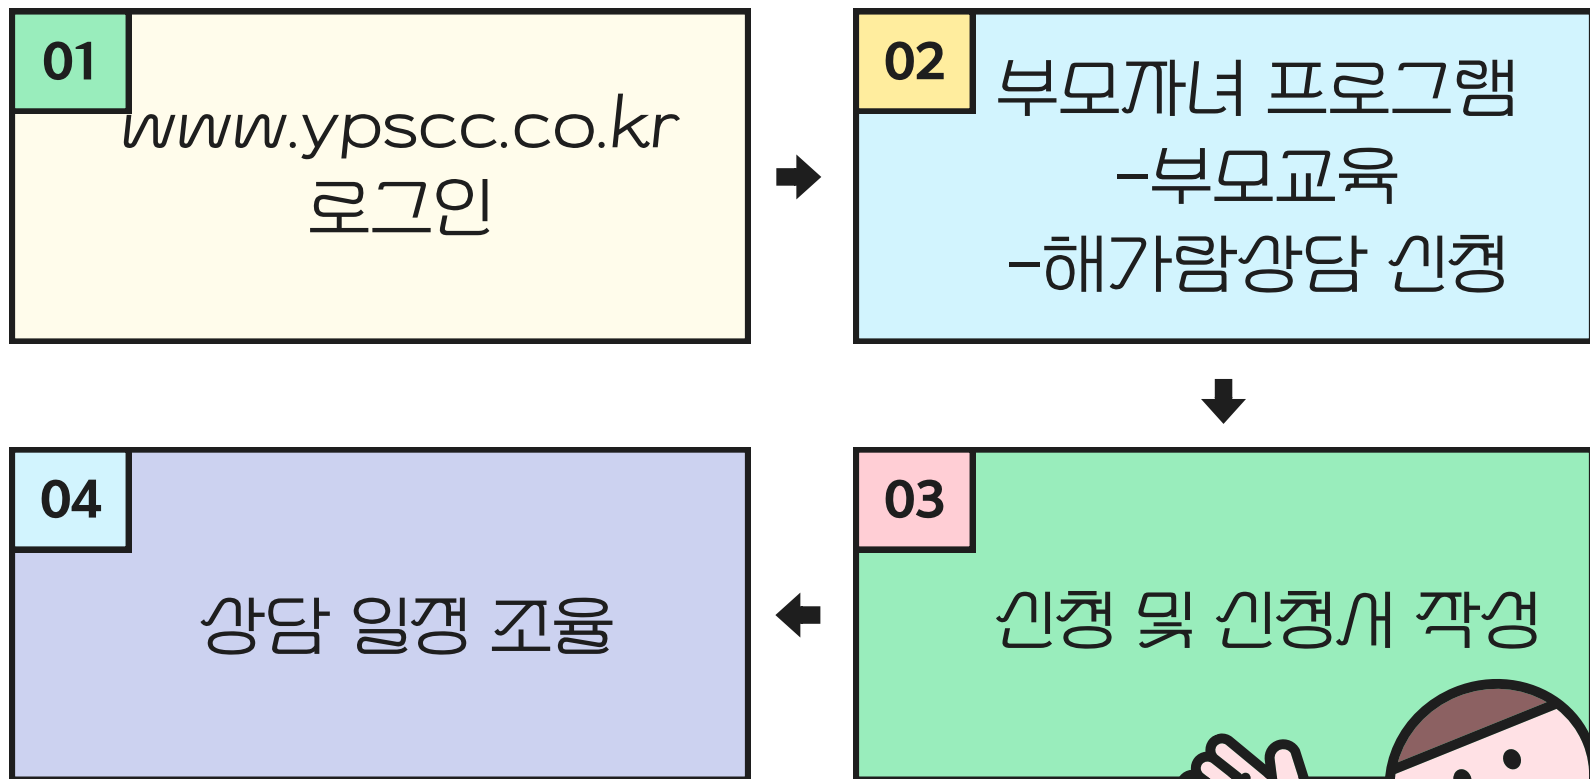 01
www.ypscc.co.kr
로그인
02
부모자녀 프로그램
-부모교육
-해가람상담 신청
03
신청 및 신청서 작성
04
상담 일정 조율